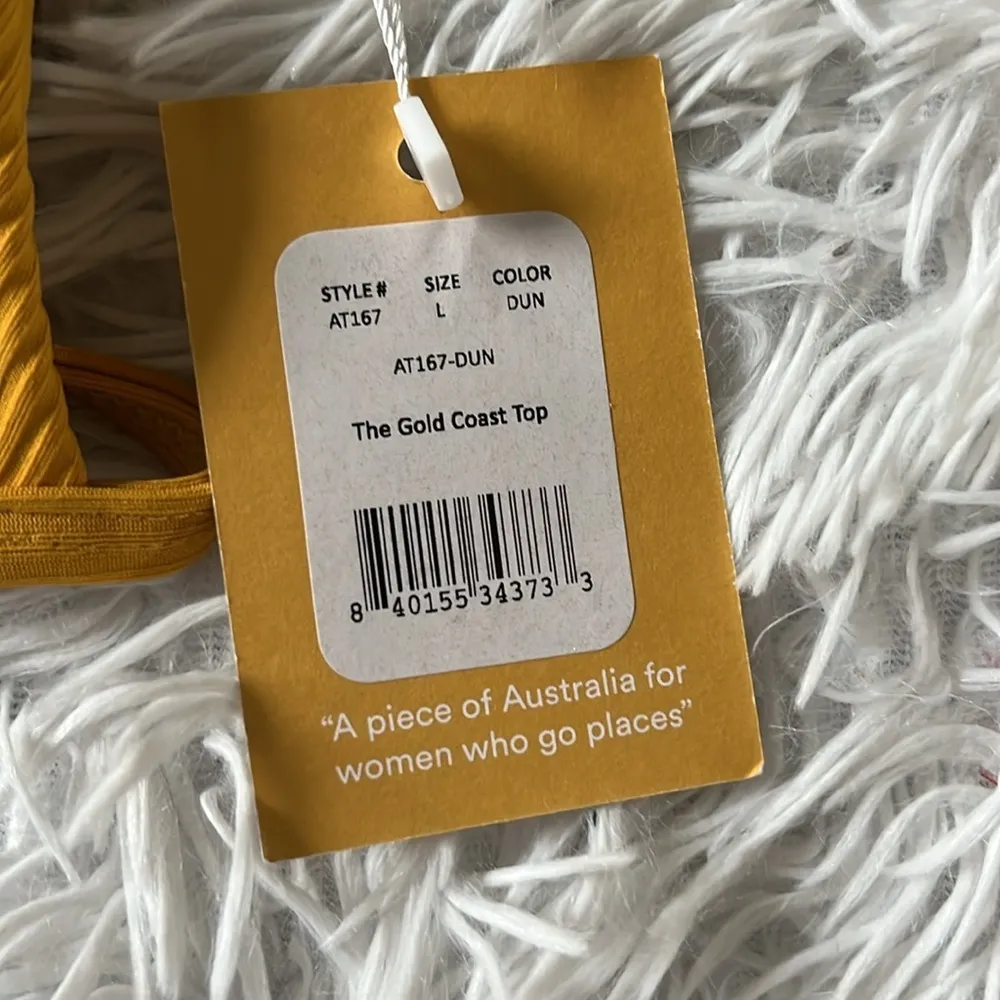 STYLE # SIZE COLOR
AT167 L DUN
AT167-DUN
The Gold Coast Top
8 40155 34373 3
“A piece of Australia for
women who go places”